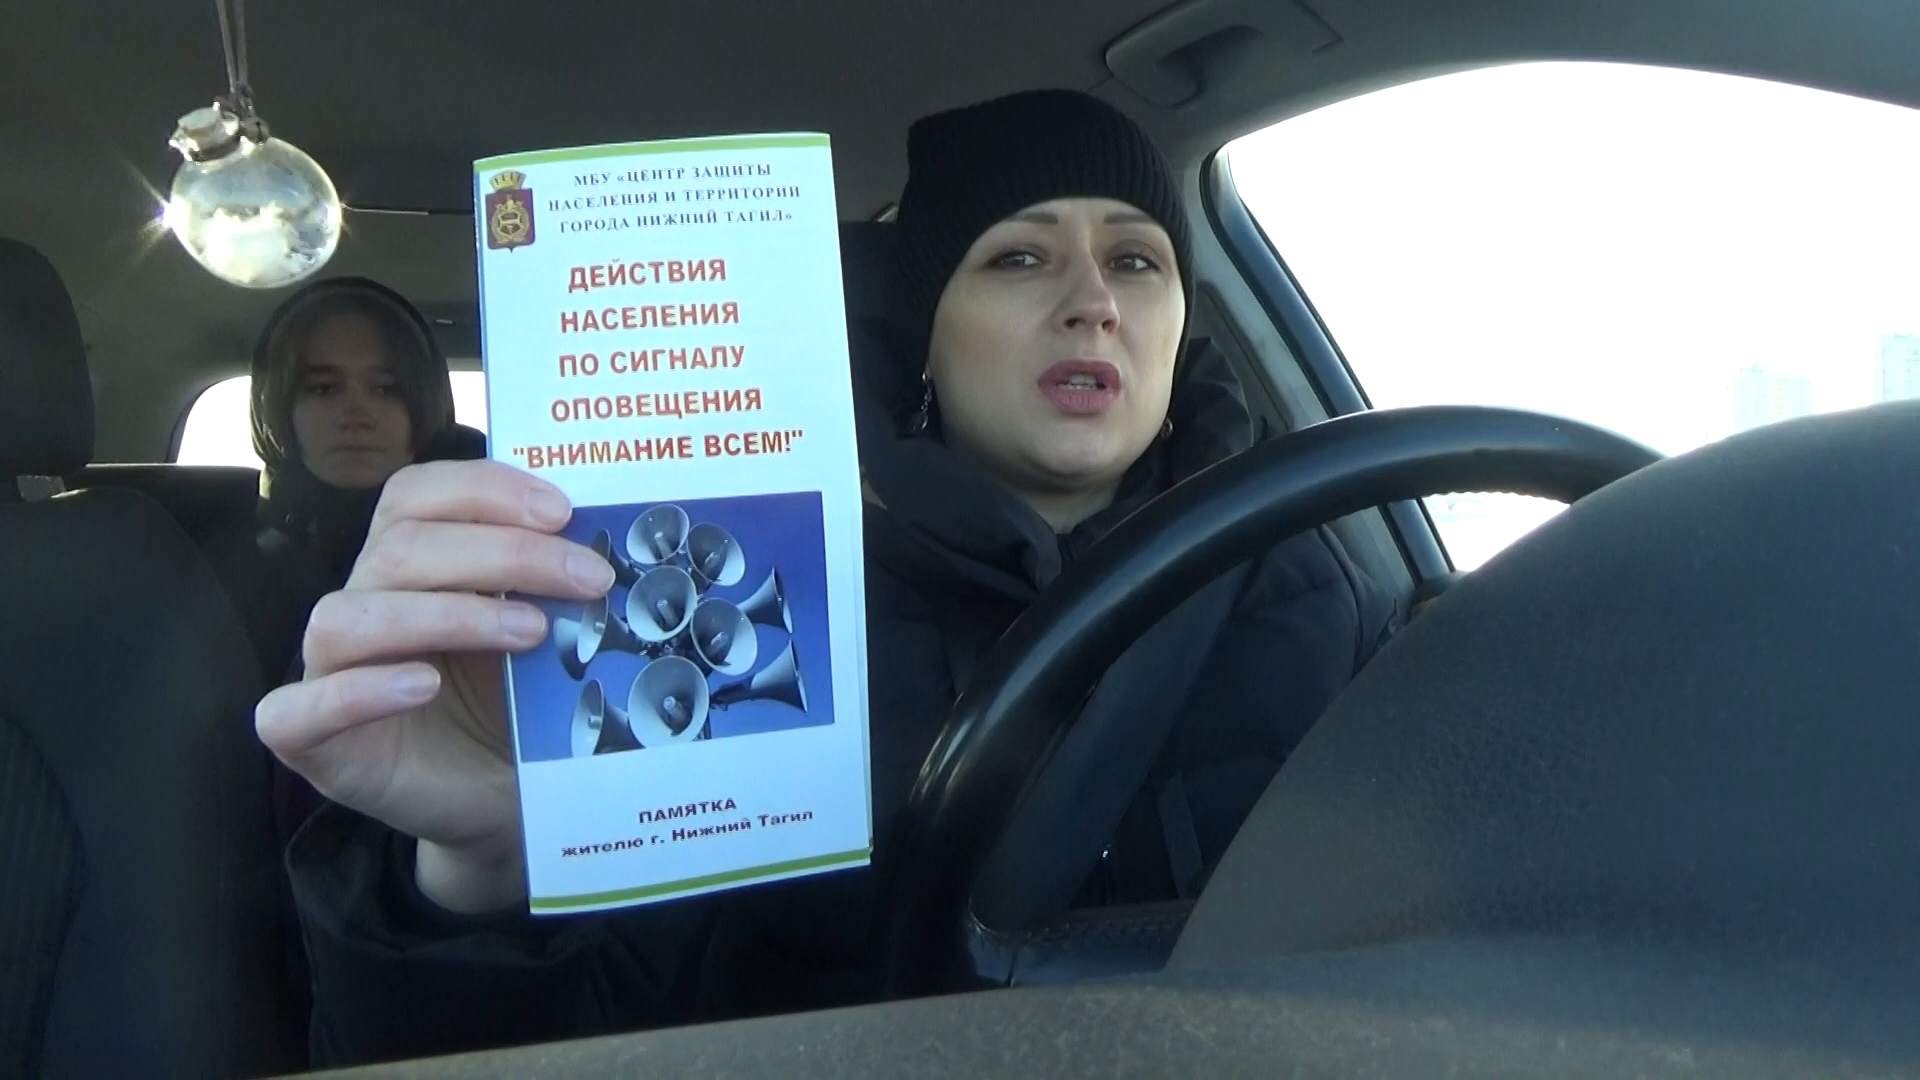 МБУ «ЦЕНТР ЗАЩИТЫ
НАСЕЛЕНИЯ И ТЕРРИТОРИИ
ГОРОДА НИЖНИЙ ТАГИЛ»
ДЕЙСТВИЯ
НАСЕЛЕНИЯ
ПО СИГНАЛУ
ОПОВЕЩЕНИЯ
"ВНИМАНИЕ ВСЕМ!"
ПАМЯТКА
жителю г. Нижний Тагил